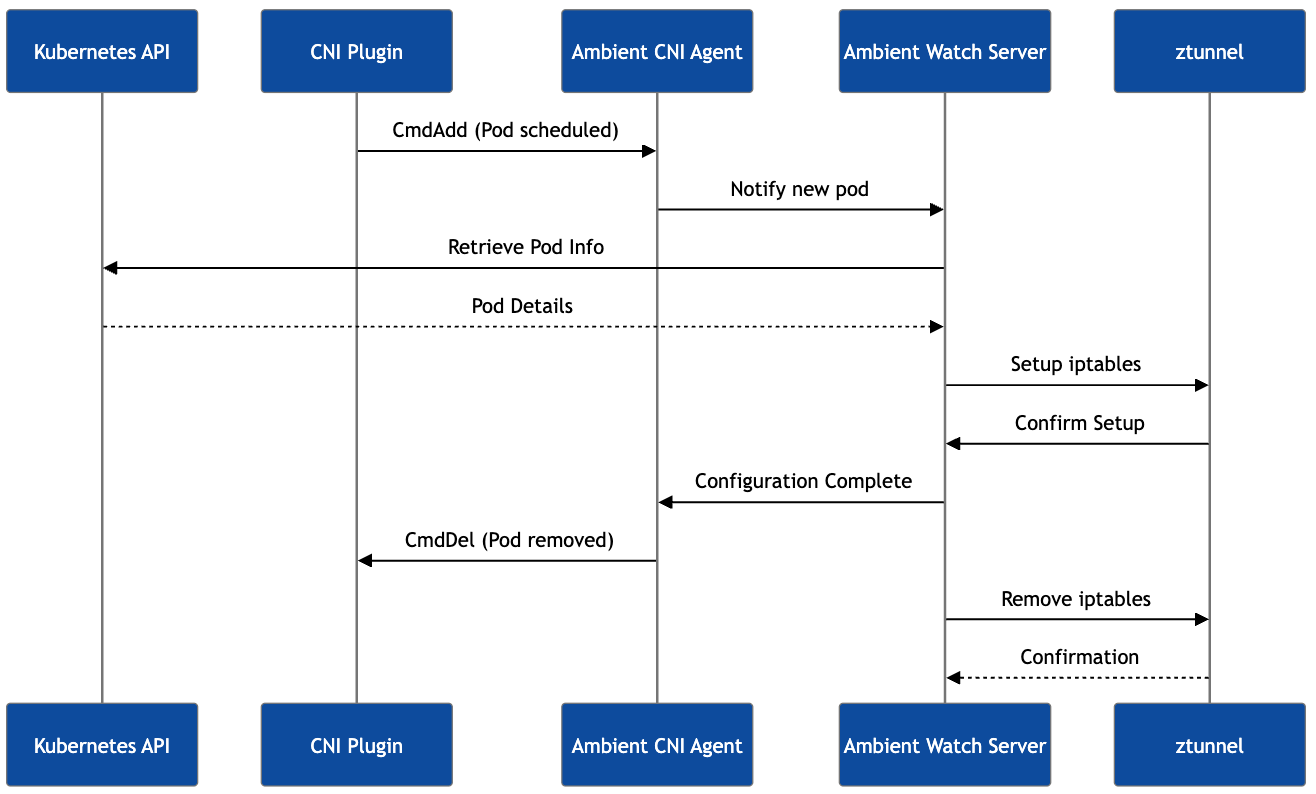 Kubernetes API
CNI Plugin
Ambient CNI Agent
Ambient Watch Server
ztunnel
CmdAdd (Pod scheduled)
Notify new pod
Retrieve Pod Info
Pod Details
Setup iptables
Confirm Setup
Configuration Complete
CmdDel (Pod removed)
Remove iptables
Confirmation
Kubernetes API
CNI Plugin
Ambient CNI Agent
Ambient Watch Server
ztunnel